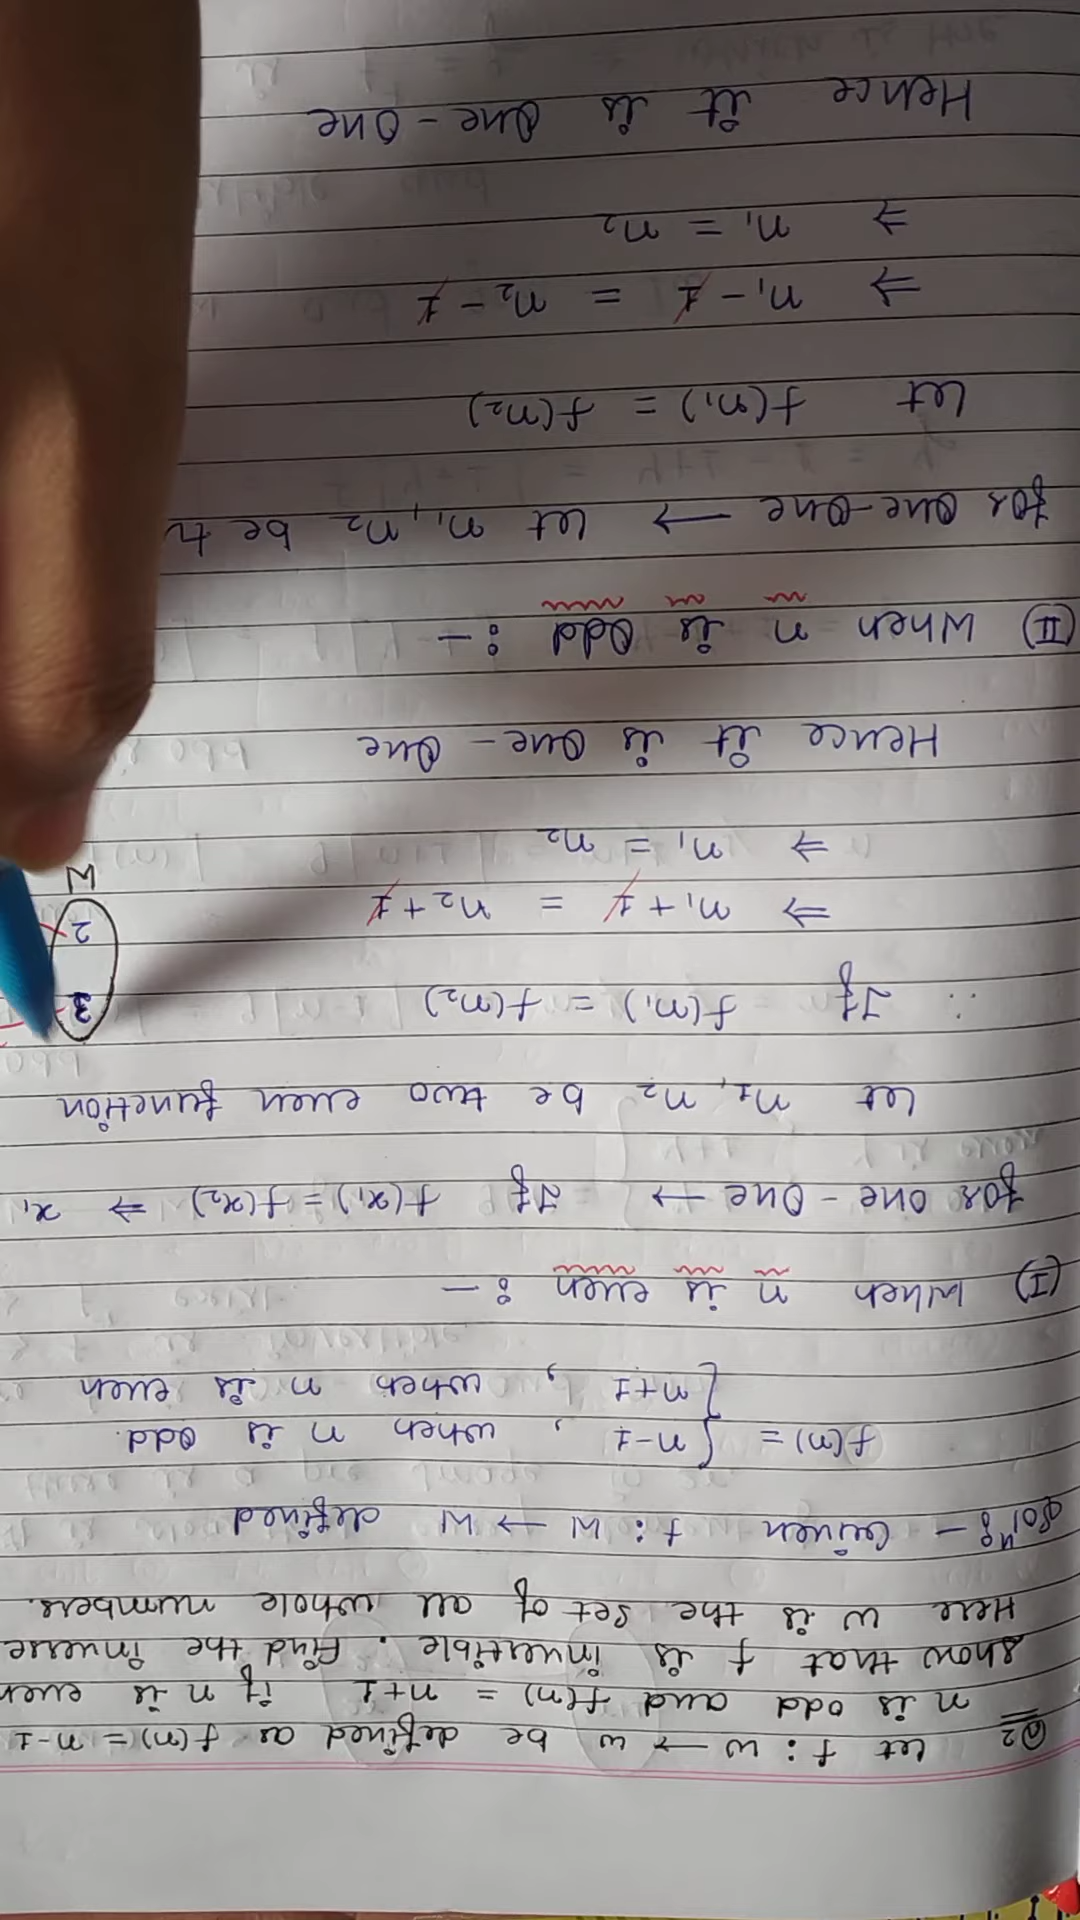 Q2 Let f : W → W be defined as f(n) = n-1
n is odd and f(n) = n+1 if n is even
show that f is invertible. Find the inverse
Here W is the set of all whole numbers.
Solⁿ:- Given f : W → W defined
f(n) = { n-1 , when n is odd.
{ n+1 , when n is even
(I) When n is even :-
for one-one → If f(x₁) = f(x₂) ⇒ x₁
Let n₁, n₂ be two even function
∴ If f(n₁) = f(n₂)
3
⇒ n₁ + 1 = n₂ + 1
2
W
⇒ n₁ = n₂
Hence it is one-one
(II) When n is odd :-
for one-one → Let n₁, n₂ be
Let f(n₁) = f(n₂)
⇒ n₁ - 1 = n₂ - 1
⇒ n₁ = n₂
Hence it is one-one